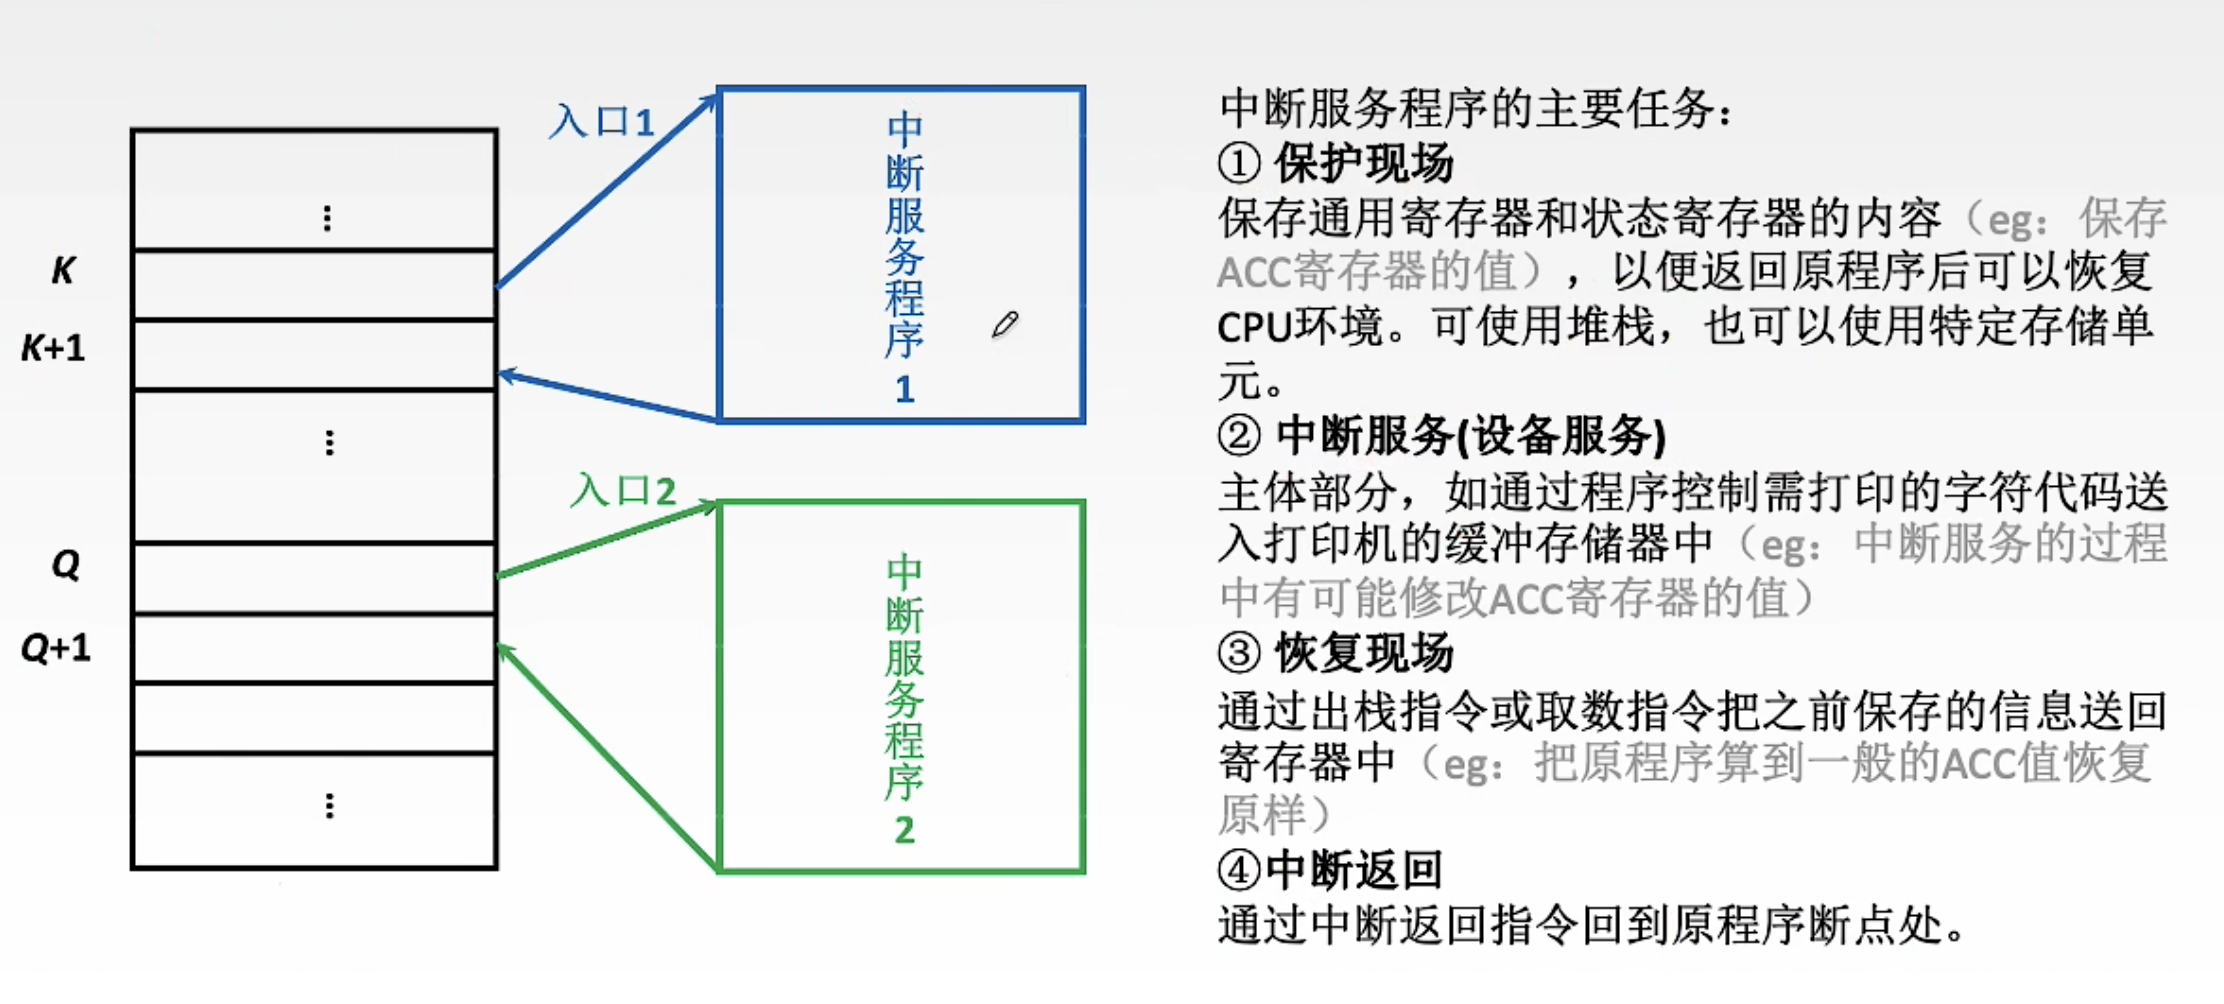 K
K+1
Q
Q+1
入口1
中断服务程序1
入口2
中断服务程序2
中断服务程序的主要任务：
① 保护现场
保存通用寄存器和状态寄存器的内容（eg：保存
ACC寄存器的值），以便返回原程序后可以恢复
CPU环境。可使用堆栈，也可以使用特定存储单
元。
② 中断服务(设备服务)
主体部分，如通过程序控制需打印的字符代码送
入打印机的缓冲存储器中（eg：中断服务的过程
中有可能修改ACC寄存器的值）
③ 恢复现场
通过出栈指令或取数指令把之前保存的信息送回
寄存器中（eg：把原程序算到一般的ACC值恢复
原样）
④中断返回
通过中断返回指令回到原程序断点处。